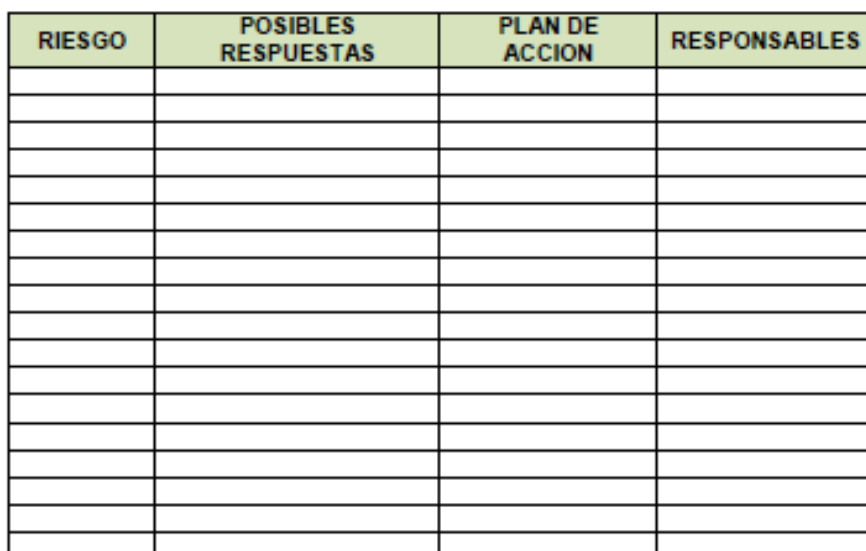 RIESGO
POSIBLES
RESPUESTAS
PLAN DE
ACCION
RESPONSABLES